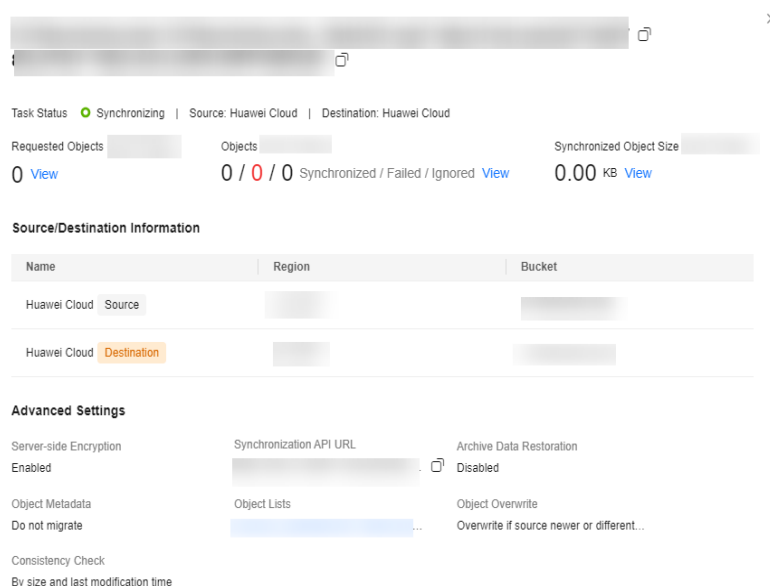 Task Status Synchronizing | Source: Huawei Cloud | Destination: Huawei Cloud
Requested Objects Objects Synchronized Object Size
0 View 0 / 0 / 0 Synchronized / Failed / Ignored View 0.00 KB View
Source/Destination Information
Name Region Bucket
Huawei Cloud Source
Huawei Cloud Destination
Advanced Settings
Server-side Encryption Synchronization API URL Archive Data Restoration
Enabled Disabled
Object Metadata Object Lists Object Overwrite
Do not migrate ... Overwrite if source newer or different...
Consistency Check
By size and last modification time